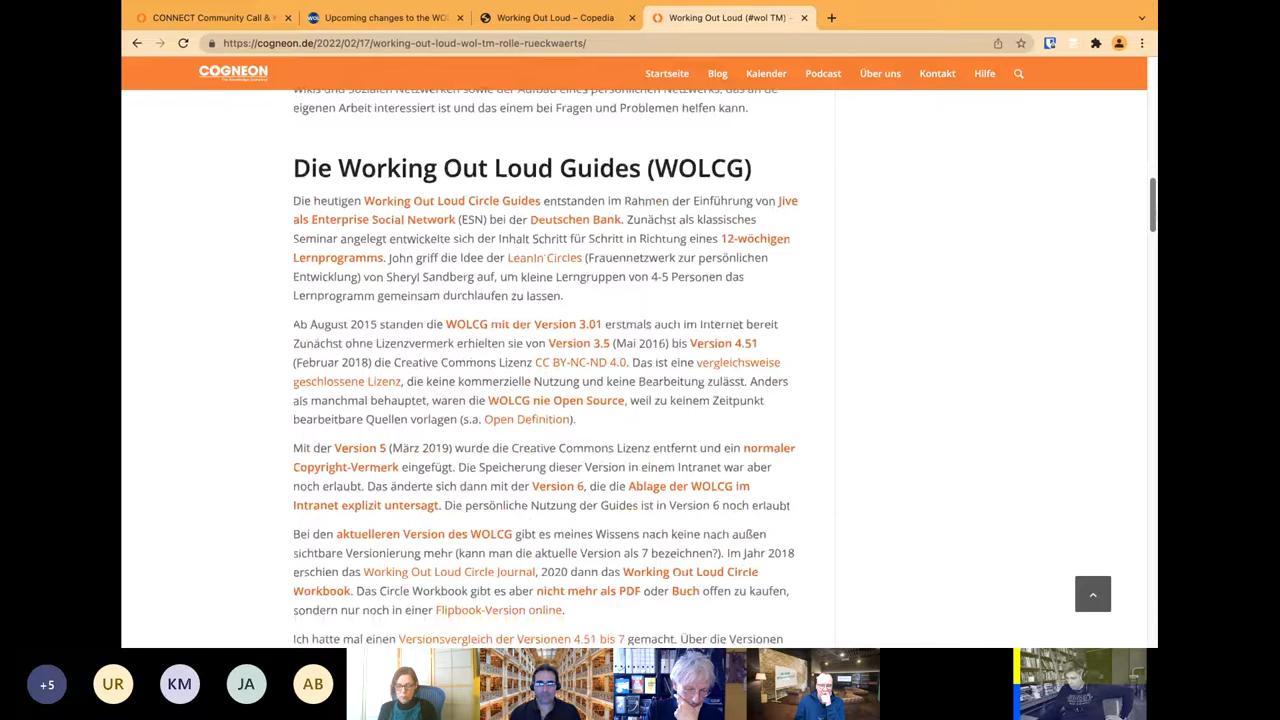 CONNECT Community Call &
Upcoming changes to the WO
Working Out Loud – Copedia
Working Out Loud (#wol TM) –
https://cogneon.de/2022/02/17/working-out-loud-wol-tm-rolle-rueckwaerts/
COGNEON
Startseite Blog Kalender Podcast Über uns Kontakt Hilfe
Wikis und Sozialen Netzwerken sowie der Aufbau eines persönlichen Netzwerks, das an de
eigenen Arbeit interessiert ist und das einem bei Fragen und Problemen helfen kann.
Die Working Out Loud Guides (WOLCG)
Die heutigen Working Out Loud Circle Guides entstanden im Rahmen der Einführung von Jive
als Enterprise Social Network (ESN) bei der Deutschen Bank. Zunächst als klassisches
Seminar angelegt entwickelte sich der Inhalt Schritt für Schritt in Richtung eines 12-wöchigen
Lernprogramms. John griff die Idee der LeanIn Circles (Frauennetzwerk zur persönlichen
Entwicklung) von Sheryl Sandberg auf, um kleine Lerngruppen von 4-5 Personen das
Lernprogramm gemeinsam durchlaufen zu lassen.
Ab August 2015 standen die WOLCG mit der Version 3.01 erstmals auch im Internet bereit
Zunächst ohne Lizenzvermerk erhielten sie von Version 3.5 (Mai 2016) bis Version 4.51
(Februar 2018) die Creative Commons Lizenz CC BY-NC-ND 4.0. Das ist eine vergleichsweise
geschlossene Lizenz, die keine kommerzielle Nutzung und keine Bearbeitung zulässt. Anders
als manchmal behauptet, waren die WOLCG nie Open Source, weil zu keinem Zeitpunkt
bearbeitbare Quellen vorlagen (s.a. Open Definition).
Mit der Version 5 (März 2019) wurde die Creative Commons Lizenz entfernt und ein normaler
Copyright-Vermerk eingefügt. Die Speicherung dieser Version in einem Intranet war aber
noch erlaubt. Das änderte sich dann mit der Version 6, die die Ablage der WOLCG im
Intranet explizit untersagt. Die persönliche Nutzung der Guides ist in Version 6 noch erlaubt
Bei den aktuelleren Version des WOLCG gibt es meines Wissens nach keine nach außen
sichtbare Versionierung mehr (kann man die aktuelle Version als 7 bezeichnen?). Im Jahr 2018
erschien das Working Out Loud Circle Journal, 2020 dann das Working Out Loud Circle
Workbook. Das Circle Workbook gibt es aber nicht mehr als PDF oder Buch offen zu kaufen,
sondern nur noch in einer Flipbook-Version online.
Ich hatte mal einen Versionsvergleich der Versionen 4.51 bis 7 gemacht. Über die Versionen
+5 UR KM JA AB